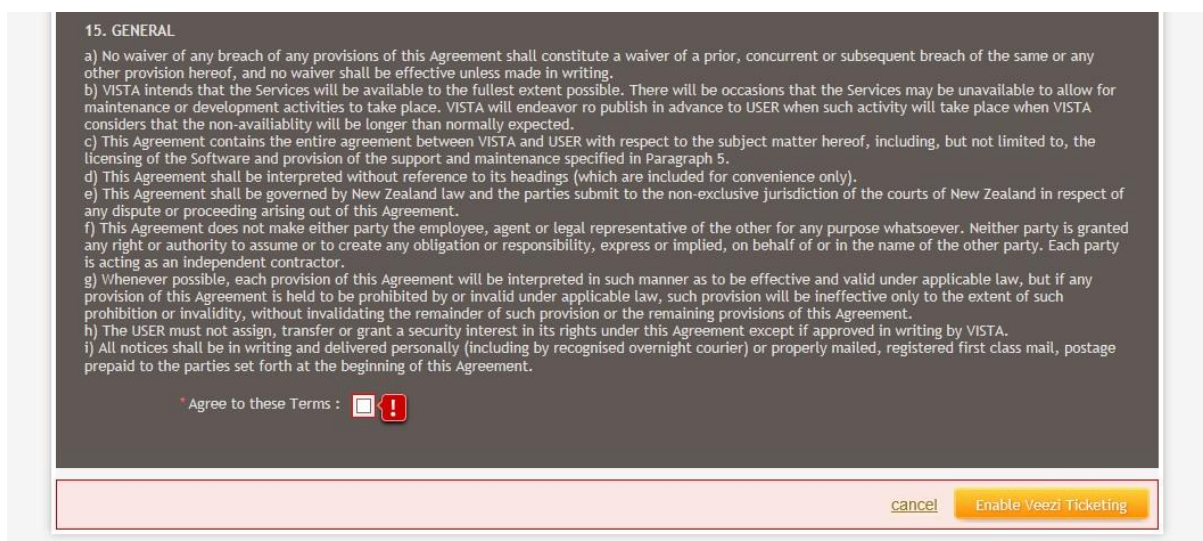 15. GENERAL
a) No waiver of any breach of any provisions of this Agreement shall constitute a waiver of a prior, concurrent or subsequent breach of the same or any
other provision hereof, and no waiver shall be effective unless made in writing.
b) VISTA intends that the Services will be available to the fullest extent possible. There will be occasions that the Services may be unavailable to allow for
maintenance or development activities to take place. VISTA will endeavor ro publish in advance to USER when such activity will take place when VISTA
considers that the non-availiablity will be longer than normally expected.
c) This Agreement contains the entire agreement between VISTA and USER with respect to the subject matter hereof, including, but not limited to, the
licensing of the Software and provision of the support and maintenance specified in Paragraph 5.
d) This Agreement shall be interpreted without reference to its headings (which are included for convenience only).
e) This Agreement shall be governed by New Zealand law and the parties submit to the non-exclusive jurisdiction of the courts of New Zealand in respect of
any dispute or proceeding arising out of this Agreement.
f) This Agreement does not make either party the employee, agent or legal representative of the other for any purpose whatsoever. Neither party is granted
any right or authority to assume or to create any obligation or responsibility, express or implied, on behalf of or in the name of the other party. Each party
is acting as an independent contractor.
g) Whenever possible, each provision of this Agreement will be interpreted in such manner as to be effective and valid under applicable law, but if any
provision of this Agreement is held to be prohibited by or invalid under applicable law, such provision will be ineffective only to the extent of such
prohibition or invalidity, without invalidating the remainder of such provision or the remaining provisions of this Agreement.
h) The USER must not assign, transfer or grant a security interest in its rights under this Agreement except if approved in writing by VISTA.
i) All notices shall be in writing and delivered personally (including by recognised overnight courier) or properly mailed, registered first class mail, postage
prepaid to the parties set forth at the beginning of this Agreement.
* Agree to these Terms : !
cancel Enable Veezi Ticketing